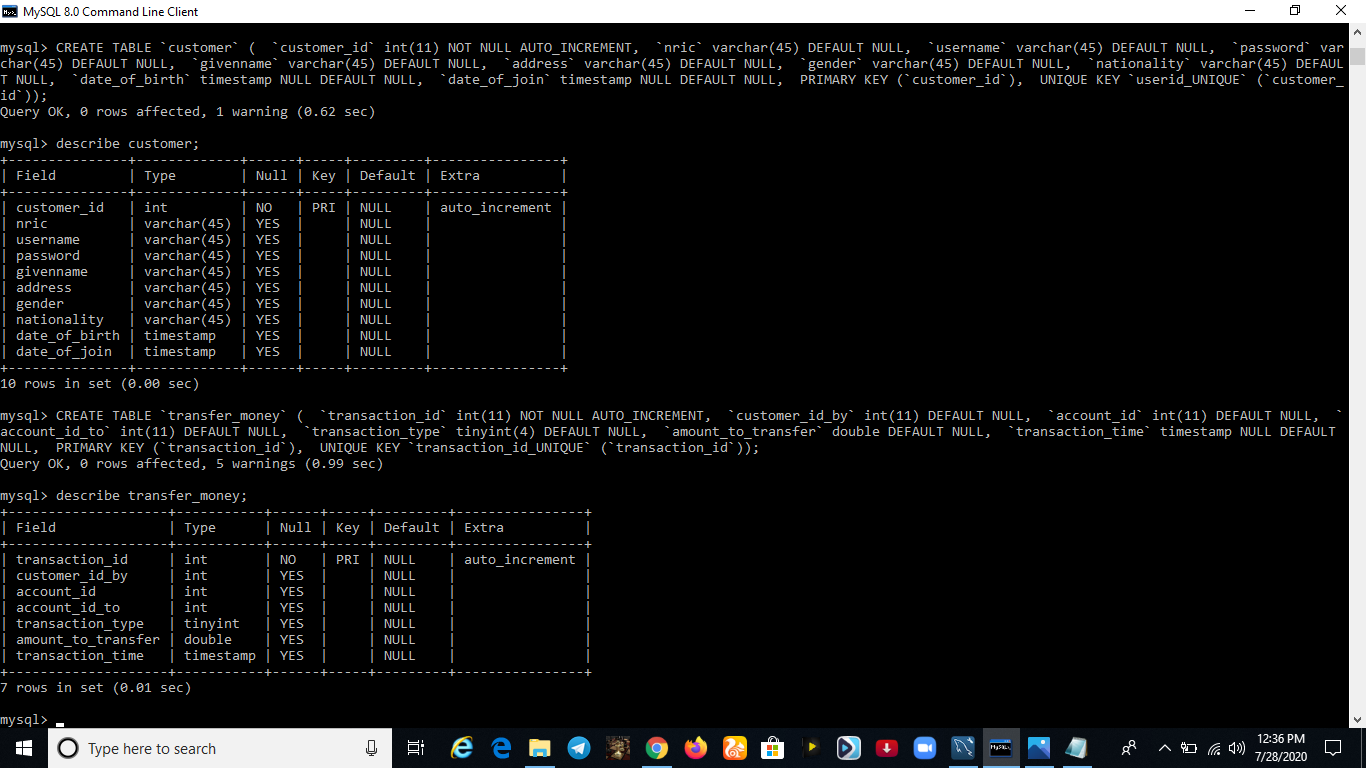 MySQL 8.0 Command Line Client
mysql> CREATE TABLE `customer` (  `customer_id` int(11) NOT NULL AUTO_INCREMENT,  `nric` varchar(45) DEFAULT NULL,  `username` varchar(45) DEFAULT NULL,  `password` var
char(45) DEFAULT NULL,  `givenname` varchar(45) DEFAULT NULL,  `address` varchar(45) DEFAULT NULL,  `gender` varchar(45) DEFAULT NULL,  `nationality` varchar(45) DEFAUL
T NULL,  `date_of_birth` timestamp NULL DEFAULT NULL,  `date_of_join` timestamp NULL DEFAULT NULL,  PRIMARY KEY (`customer_id`),  UNIQUE KEY `userid_UNIQUE` (`customer_
id`));
Query OK, 0 rows affected, 1 warning (0.62 sec)
mysql> describe customer;
+---------------+-------------+------+-----+---------+----------------+
| Field         | Type        | Null | Key | Default | Extra          |
+---------------+-------------+------+-----+---------+----------------+
| customer_id   | int         | NO   | PRI | NULL    | auto_increment |
| nric          | varchar(45) | YES  |     | NULL    |                |
| username      | varchar(45) | YES  |     | NULL    |                |
| password      | varchar(45) | YES  |     | NULL    |                |
| givenname     | varchar(45) | YES  |     | NULL    |                |
| address       | varchar(45) | YES  |     | NULL    |                |
| gender        | varchar(45) | YES  |     | NULL    |                |
| nationality   | varchar(45) | YES  |     | NULL    |                |
| date_of_birth | timestamp   | YES  |     | NULL    |                |
| date_of_join  | timestamp   | YES  |     | NULL    |                |
+---------------+-------------+------+-----+---------+----------------+
10 rows in set (0.00 sec)
mysql> CREATE TABLE `transfer_money` (  `transaction_id` int(11) NOT NULL AUTO_INCREMENT,  `customer_id_by` int(11) DEFAULT NULL,  `account_id` int(11) DEFAULT NULL,  `
account_id_to` int(11) DEFAULT NULL,  `transaction_type` tinyint(4) DEFAULT NULL,  `amount_to_transfer` double DEFAULT NULL,  `transaction_time` timestamp NULL DEFAULT
NULL,  PRIMARY KEY (`transaction_id`),  UNIQUE KEY `transaction_id_UNIQUE` (`transaction_id`));
Query OK, 0 rows affected, 5 warnings (0.99 sec)
mysql> describe transfer_money;
+--------------------+-----------+------+-----+---------+----------------+
| Field              | Type      | Null | Key | Default | Extra          |
+--------------------+-----------+------+-----+---------+----------------+
| transaction_id     | int       | NO   | PRI | NULL    | auto_increment |
| customer_id_by     | int       | YES  |     | NULL    |                |
| account_id         | int       | YES  |     | NULL    |                |
| account_id_to      | int       | YES  |     | NULL    |                |
| transaction_type   | tinyint   | YES  |     | NULL    |                |
| amount_to_transfer | double    | YES  |     | NULL    |                |
| transaction_time   | timestamp | YES  |     | NULL    |                |
+--------------------+-----------+------+-----+---------+----------------+
7 rows in set (0.01 sec)
mysql>
Type here to search
12:36 PM
7/28/2020